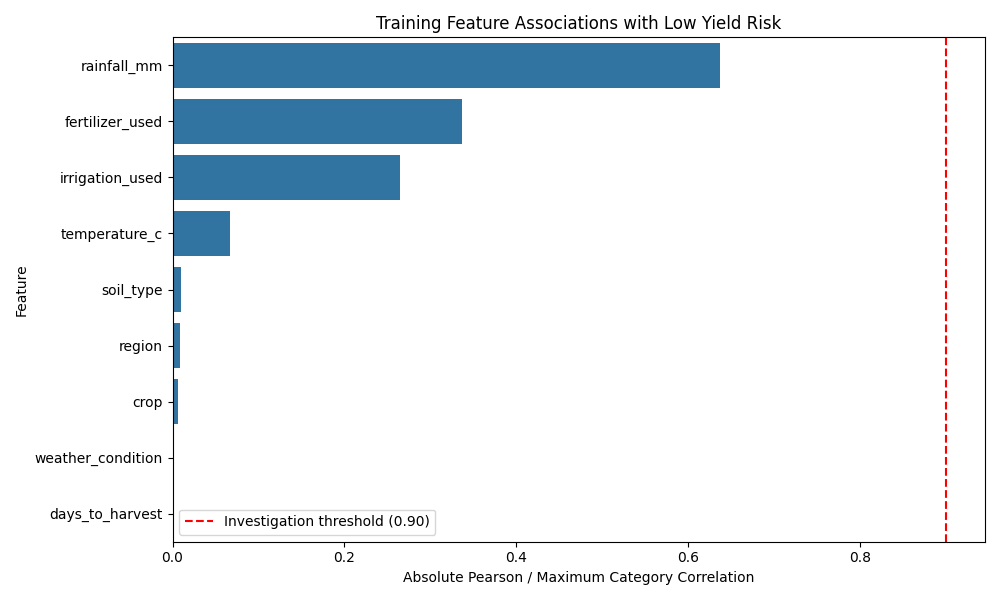 Training Feature Associations with Low Yield Risk
Feature
rainfall_mm
fertilizer_used
irrigation_used
temperature_c
soil_type
region
crop
weather_condition
days_to_harvest
Investigation threshold (0.90)
0.0 0.2 0.4 0.6 0.8
Absolute Pearson / Maximum Category Correlation